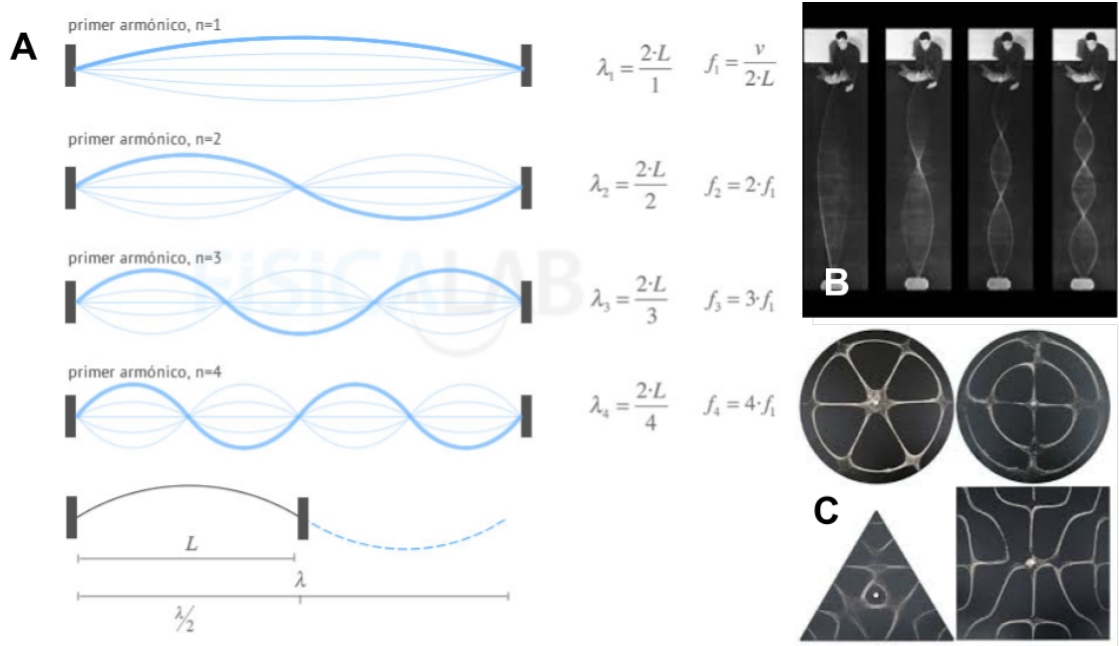 A
primer armónico, n=1
λ₁ = 2·L/1    f₁ = v/2·L
primer armónico, n=2
λ₂ = 2·L/2    f₂ = 2·f₁
primer armónico, n=3
FiSiCALAB
λ₃ = 2·L/3    f₃ = 3·f₁
primer armónico, n=4
λ₄ = 2·L/4    f₄ = 4·f₁
L
λ
λ/2
B
C